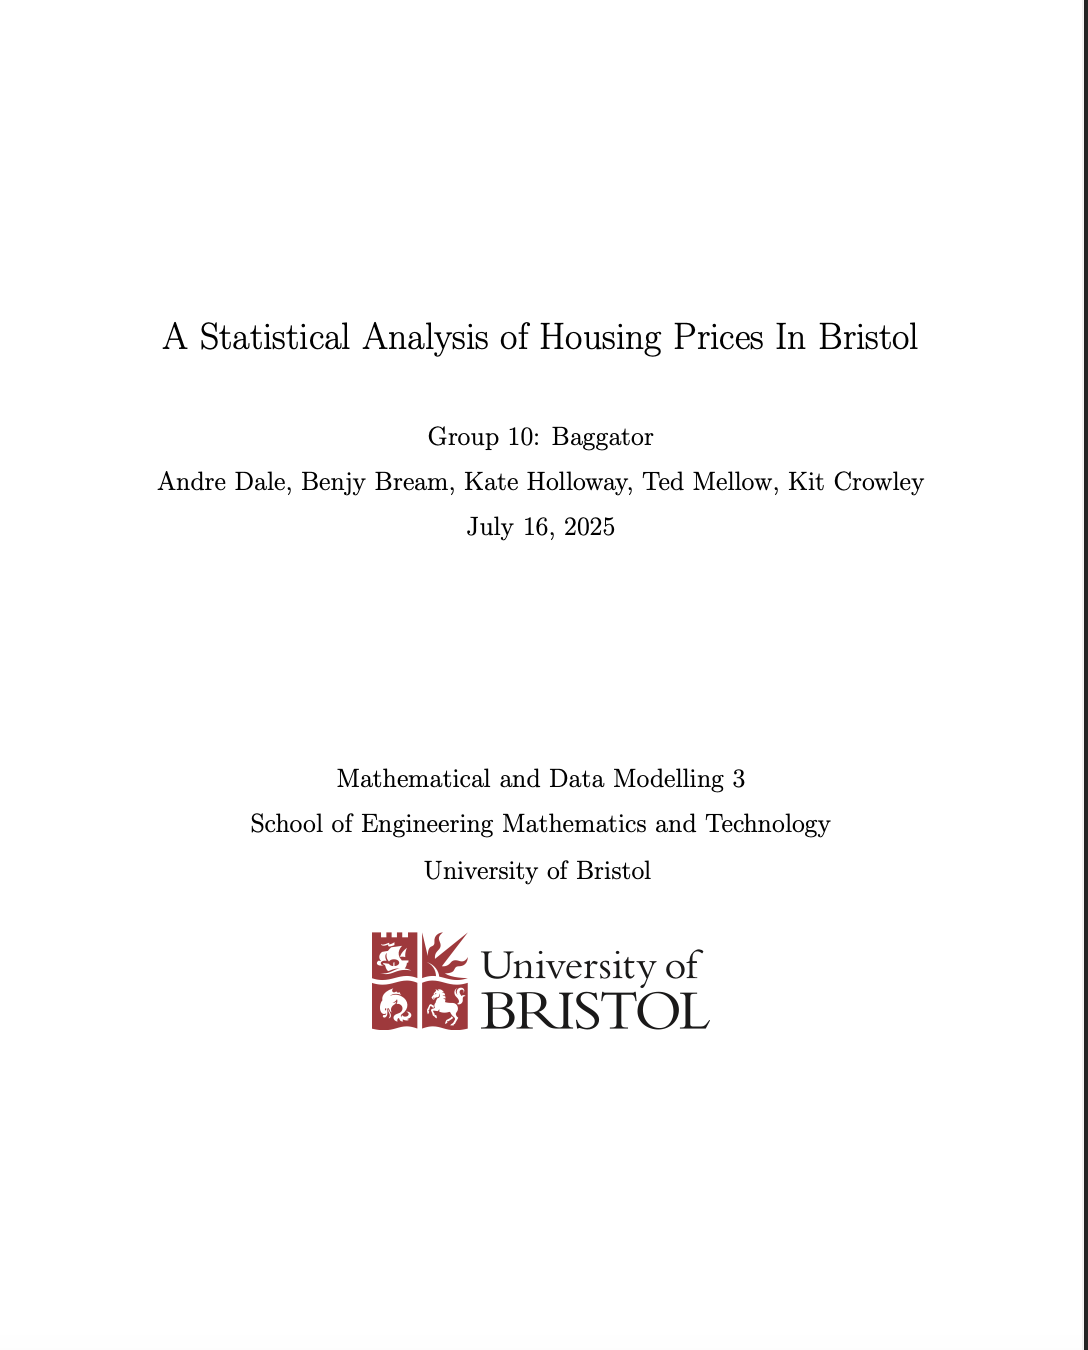 A Statistical Analysis of Housing Prices In Bristol
Group 10: Baggator
Andre Dale, Benjy Bream, Kate Holloway, Ted Mellow, Kit Crowley
July 16, 2025
Mathematical and Data Modelling 3
School of Engineering Mathematics and Technology
University of Bristol
University of
BRISTOL